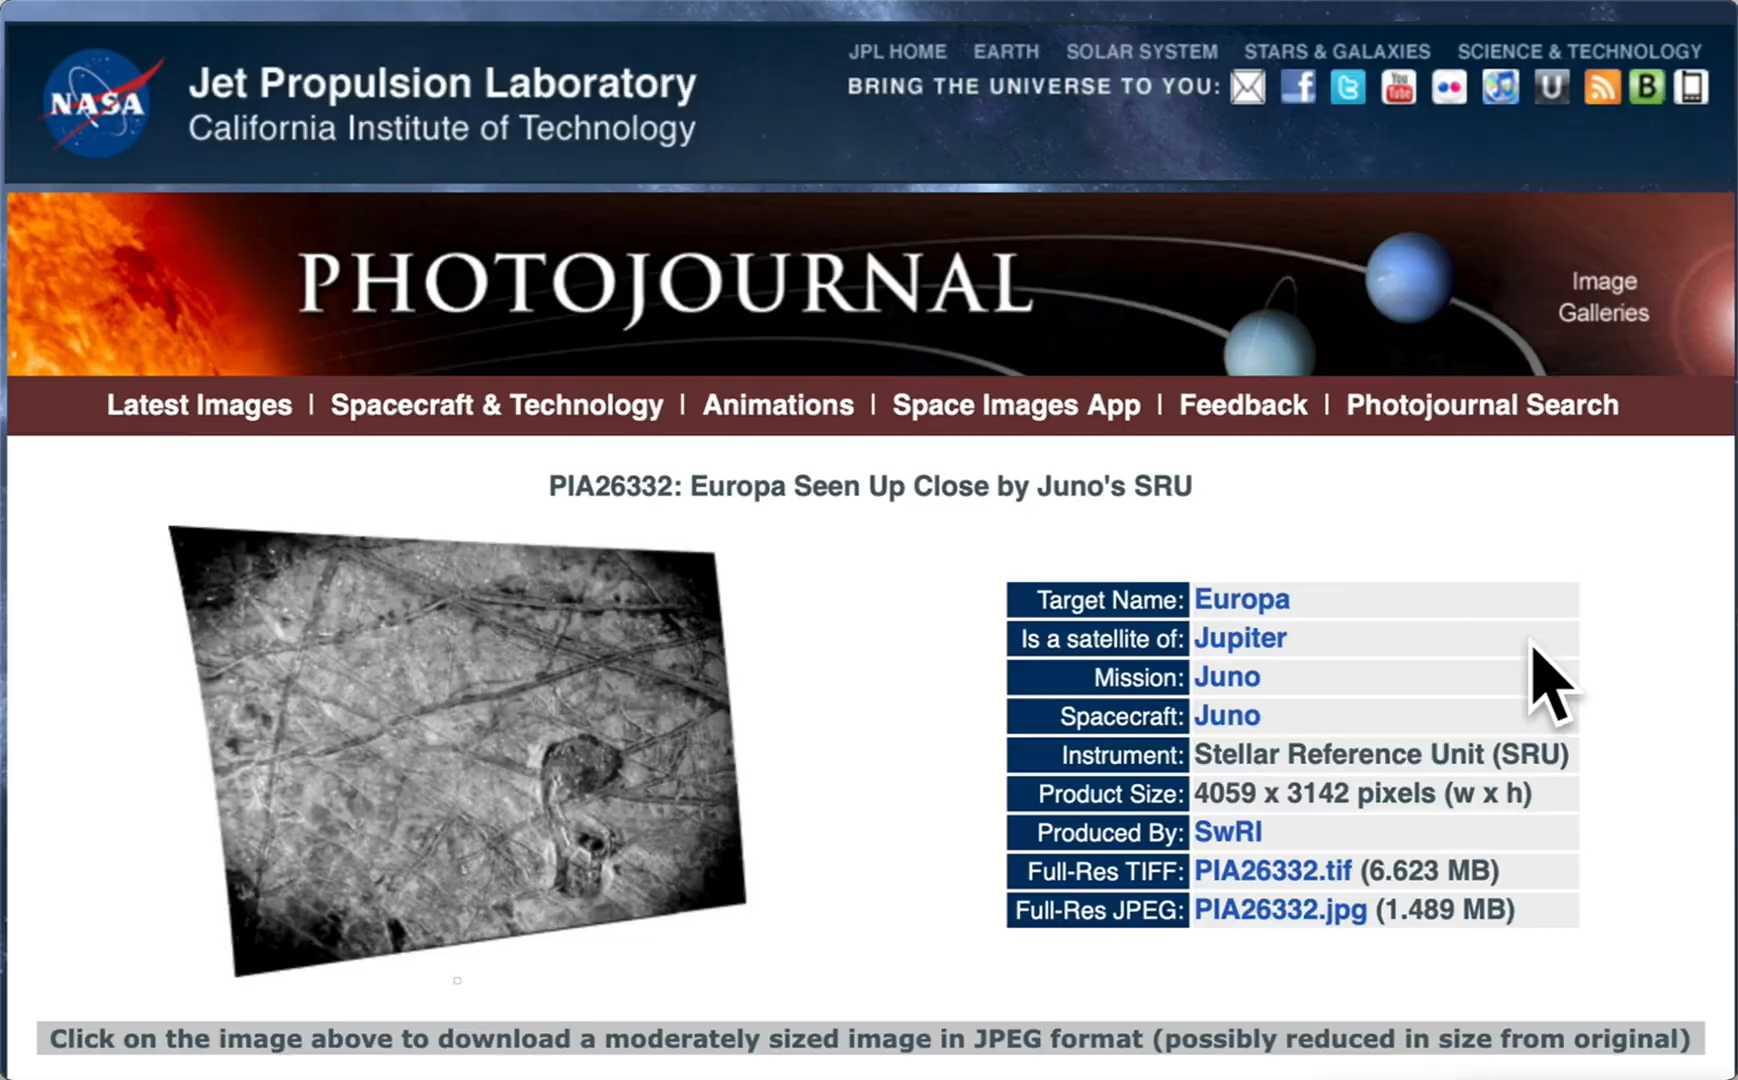 NASA
Jet Propulsion Laboratory
California Institute of Technology
JPL HOME EARTH SOLAR SYSTEM STARS & GALAXIES SCIENCE & TECHNOLOGY
BRING THE UNIVERSE TO YOU:
You Tube
U
B
PHOTOJOURNAL
Image
Galleries
Latest Images | Spacecraft & Technology | Animations | Space Images App | Feedback | Photojournal Search
PIA26332: Europa Seen Up Close by Juno's SRU
Target Name: Europa
Is a satellite of: Jupiter
Mission: Juno
Spacecraft: Juno
Instrument: Stellar Reference Unit (SRU)
Product Size: 4059 x 3142 pixels (w x h)
Produced By: SwRI
Full-Res TIFF: PIA26332.tif (6.623 MB)
Full-Res JPEG: PIA26332.jpg (1.489 MB)
Click on the image above to download a moderately sized image in JPEG format (possibly reduced in size from original)